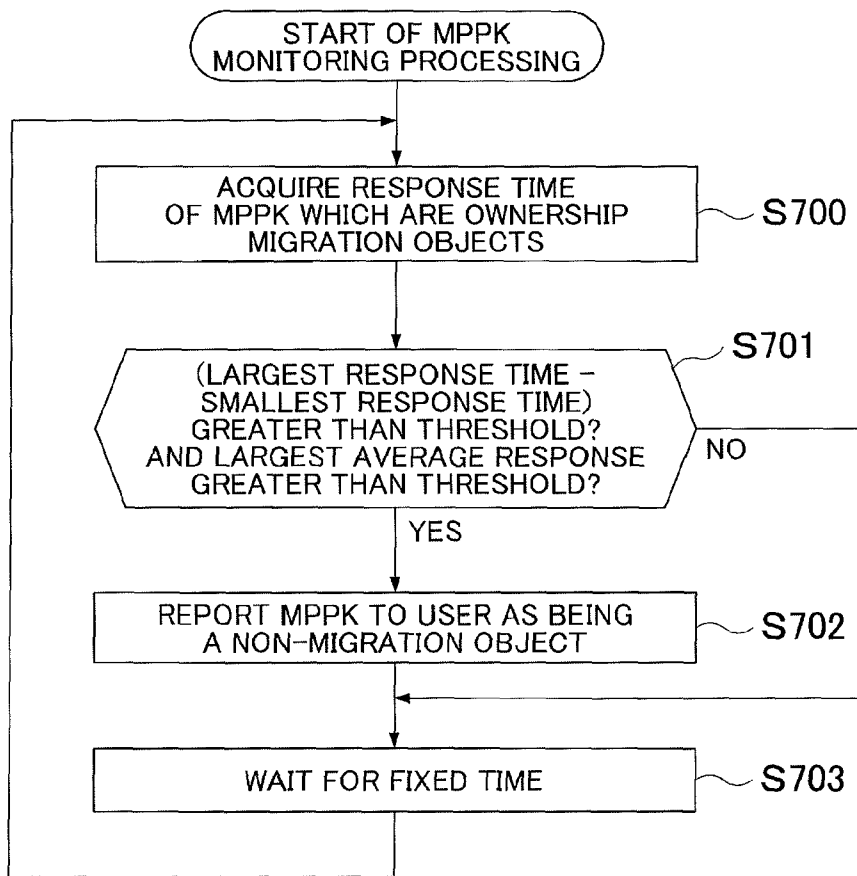 START OF MPPK
MONITORING PROCESSING
ACQUIRE RESPONSE TIME
OF MPPK WHICH ARE OWNERSHIP
MIGRATION OBJECTS
S700
(LARGEST RESPONSE TIME -
SMALLEST RESPONSE TIME)
GREATER THAN THRESHOLD?
AND LARGEST AVERAGE RESPONSE
GREATER THAN THRESHOLD?
S701
NO
YES
REPORT MPPK TO USER AS BEING
A NON-MIGRATION OBJECT
S702
WAIT FOR FIXED TIME
S703